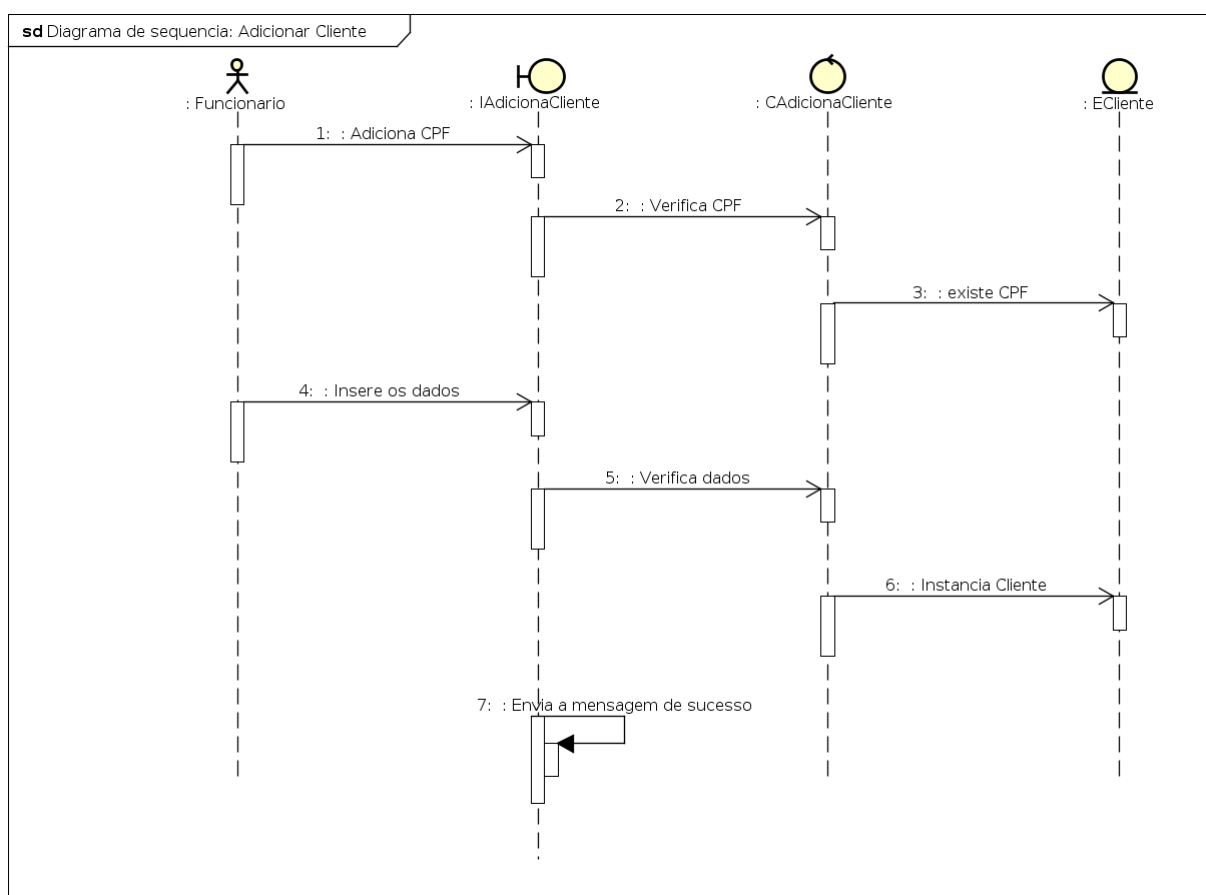 sd Diagrama de sequencia: Adicionar Cliente
: Funcionario
: IAdicionaCliente
: CAdicionaCliente
: ECliente
1: : Adiciona CPF
2: : Verifica CPF
3: : existe CPF
4: : Insere os dados
5: : Verifica dados
6: : Instancia Cliente
7: : Envia a mensagem de sucesso